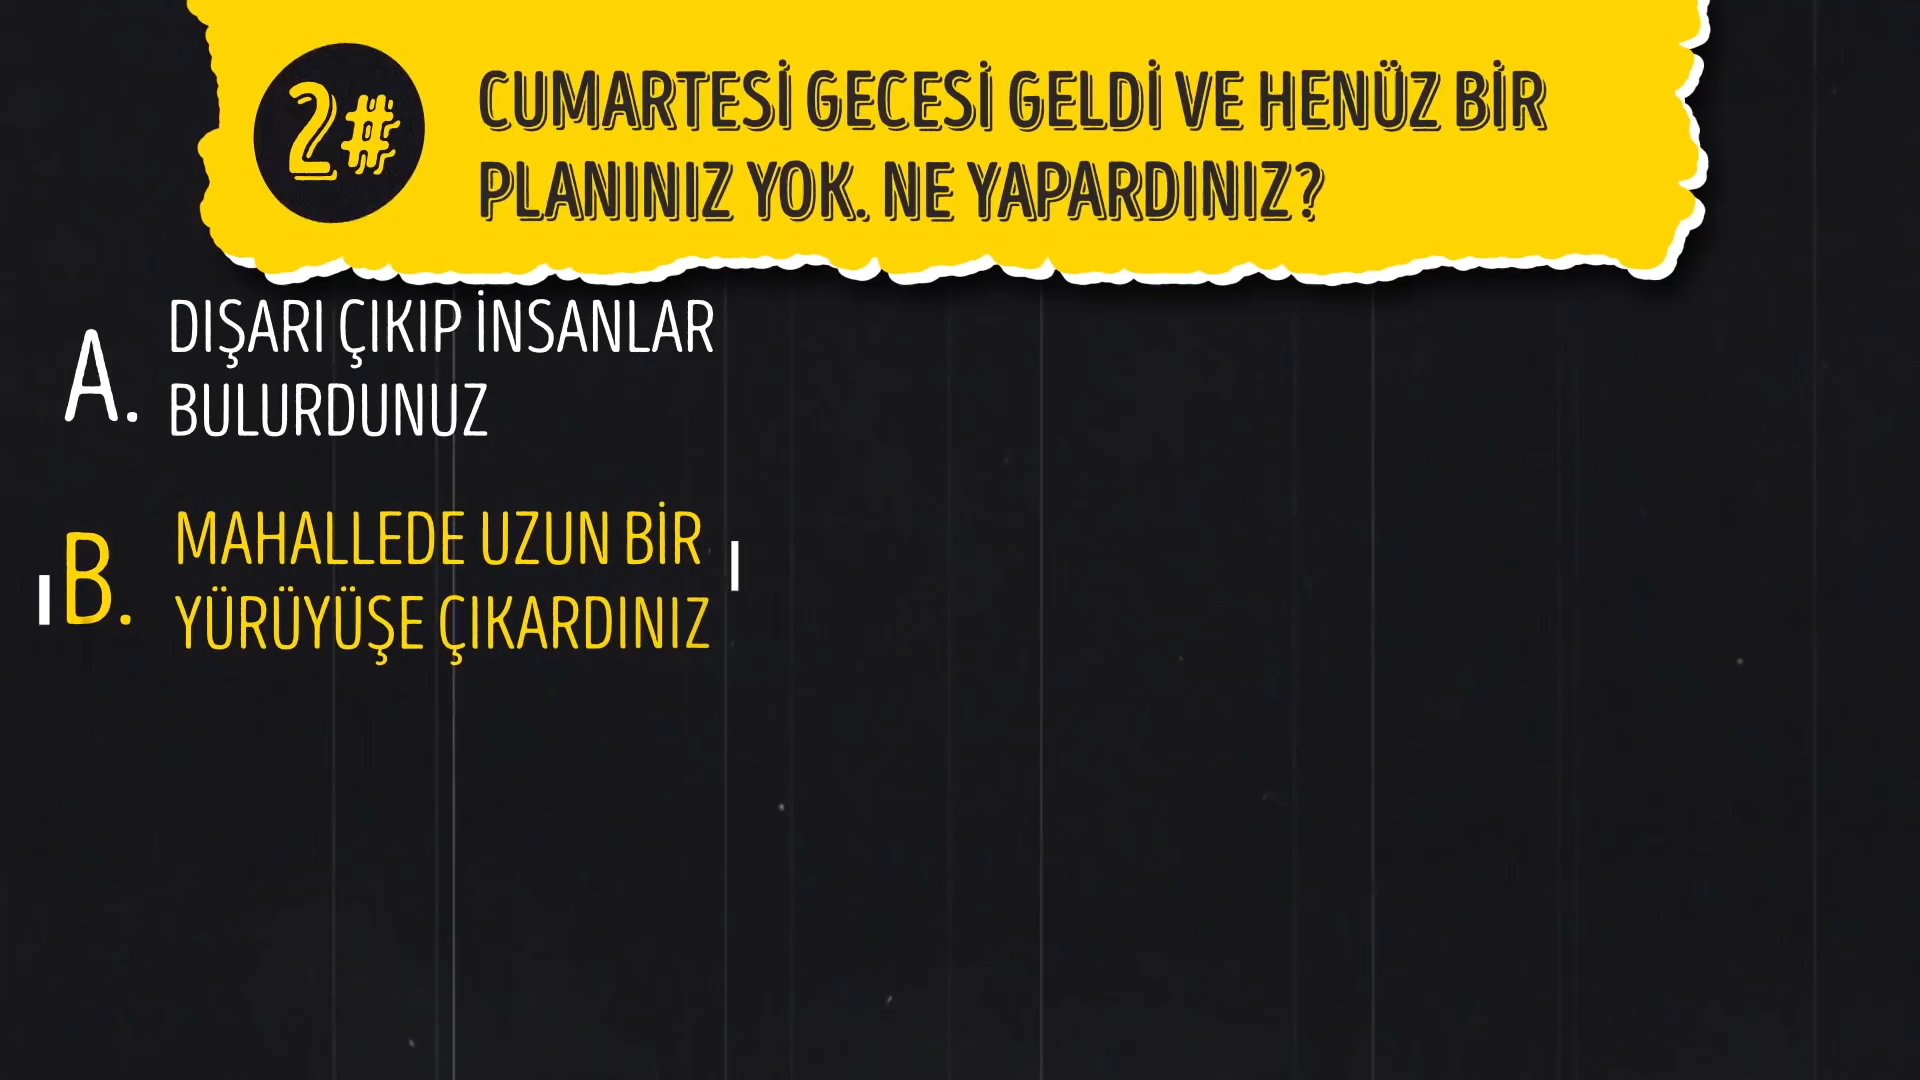 2#
CUMARTESİ GECESİ GELDİ VE HENÜZ BİR
PLANINIZ YOK. NE YAPARDINIZ?
A. DIŞARI ÇIKIP İNSANLAR
BULURDUNUZ
B. MAHALLEDE UZUN BİR
YÜRÜYÜŞE ÇIKARDINIZ